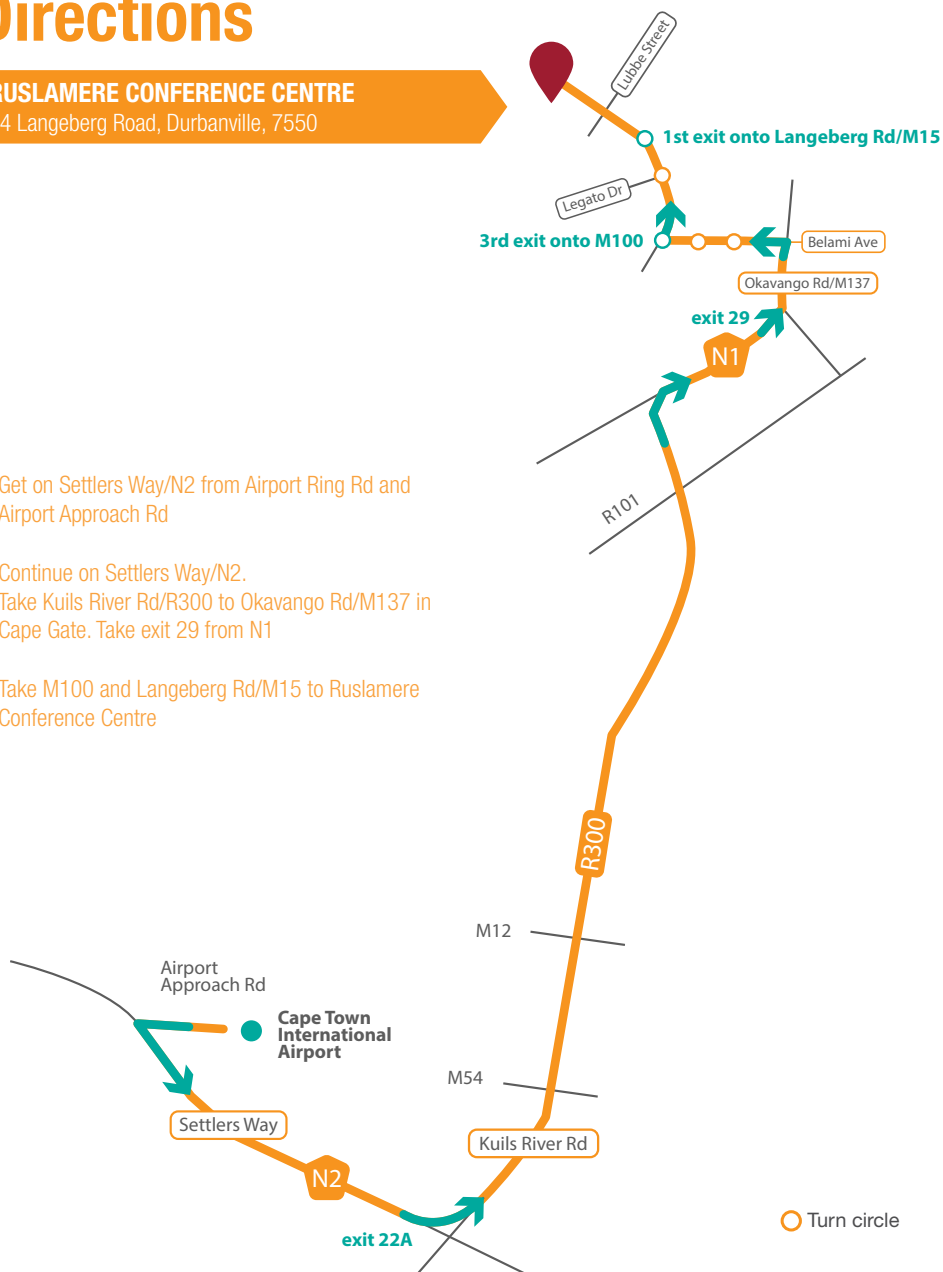 Directions
RUSLAMERE CONFERENCE CENTRE
4 Langeberg Road, Durbanville, 7550
Lubbe Street
1st exit onto Langeberg Rd/M15
Legato Dr
3rd exit onto M100
Belami Ave
Okavango Rd/M137
exit 29
N1
R101
Get on Settlers Way/N2 from Airport Ring Rd and
Airport Approach Rd
Continue on Settlers Way/N2.
Take Kuils River Rd/R300 to Okavango Rd/M137 in
Cape Gate. Take exit 29 from N1
Take M100 and Langeberg Rd/M15 to Ruslamere
Conference Centre
R300
M12
Airport
Approach Rd
Cape Town
International
Airport
M54
Settlers Way
Kuils River Rd
N2
exit 22A
Turn circle